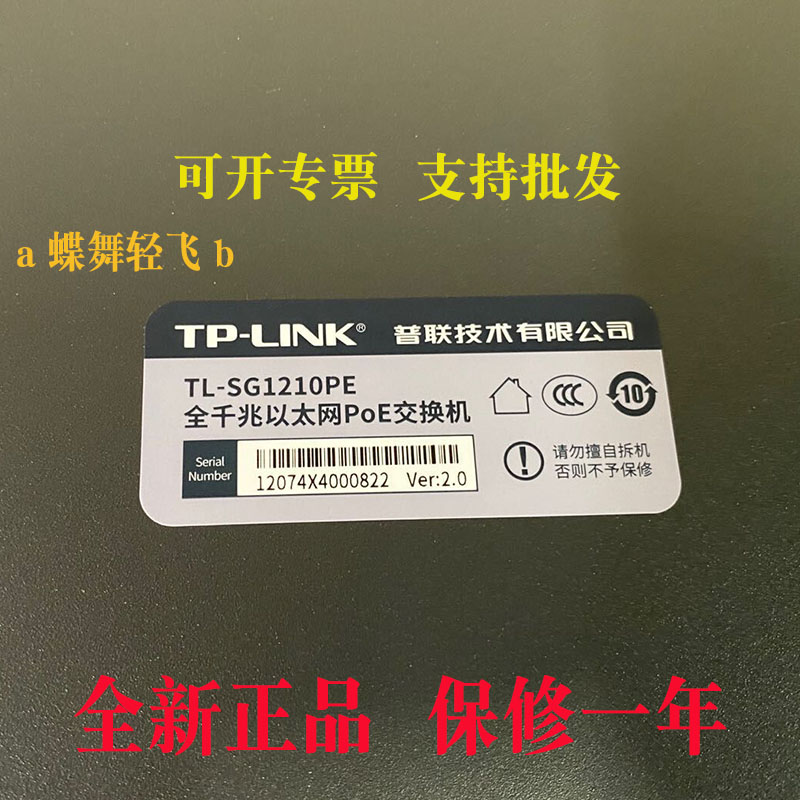 可开专票 支持批发
a 蝶舞轻飞 b
TP-LINK® 普联技术有限公司
TL-SG1210PE
全千兆以太网PoE交换机
CCC
10
Serial Number
12074X4000822 Ver:2.0
请勿擅自拆机
否则不予保修
全新正品 保修一年